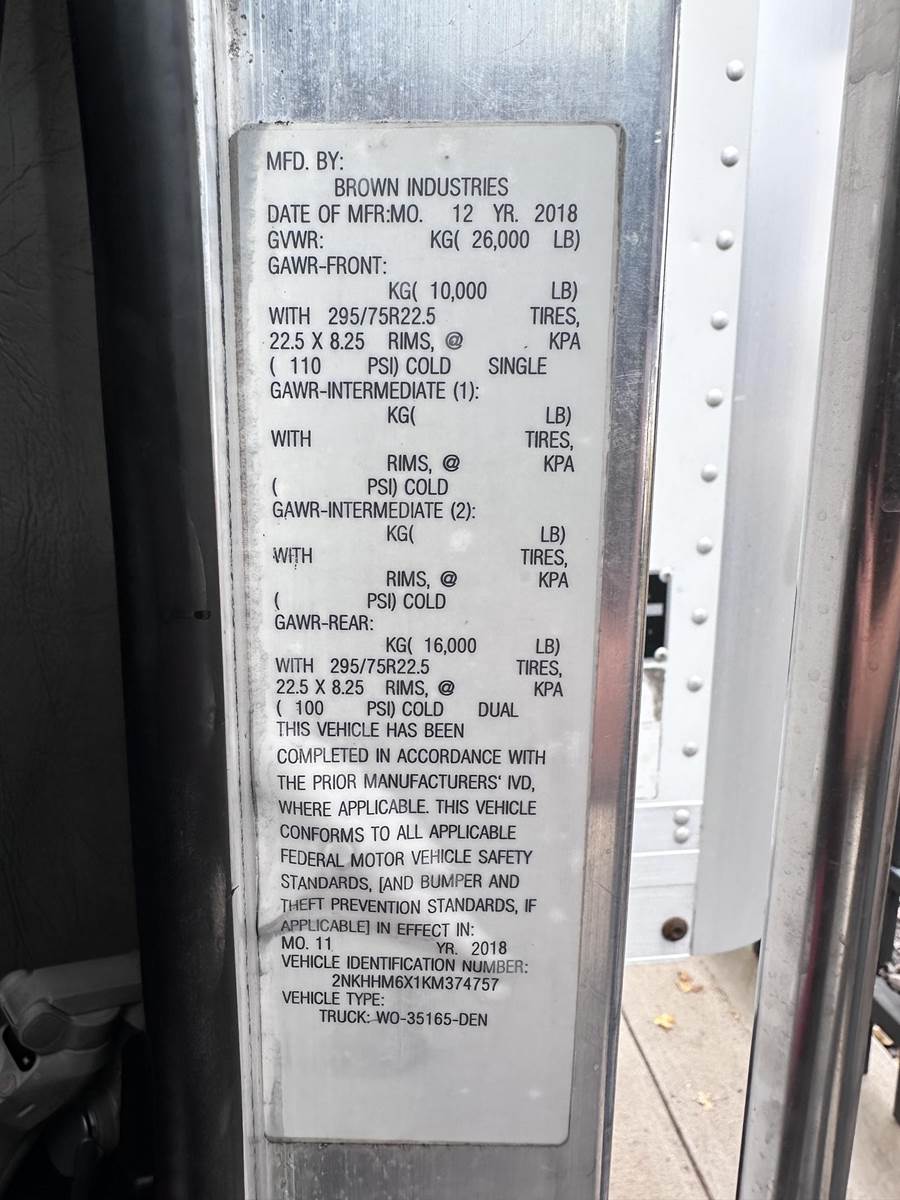 MFD. BY:
BROWN INDUSTRIES
DATE OF MFR:MO. 12 YR. 2018
GVWR: KG( 26,000 LB)
GAWR-FRONT:
KG( 10,000 LB)
WITH 295/75R22.5 TIRES,
22.5 X 8.25 RIMS, @ KPA
( 110 PSI) COLD SINGLE
GAWR-INTERMEDIATE (1):
KG( LB)
WITH TIRES,
RIMS, @ KPA
( PSI) COLD
GAWR-INTERMEDIATE (2):
KG( LB)
WITH TIRES,
RIMS, @ KPA
( PSI) COLD
GAWR-REAR:
KG( 16,000 LB)
WITH 295/75R22.5 TIRES,
22.5 X 8.25 RIMS, @ KPA
( 100 PSI) COLD DUAL
THIS VEHICLE HAS BEEN
COMPLETED IN ACCORDANCE WITH
THE PRIOR MANUFACTURERS' IVD,
WHERE APPLICABLE. THIS VEHICLE
CONFORMS TO ALL APPLICABLE
FEDERAL MOTOR VEHICLE SAFETY
STANDARDS, [AND BUMPER AND
THEFT PREVENTION STANDARDS, IF
APPLICABLE] IN EFFECT IN:
MO. 11 YR. 2018
VEHICLE IDENTIFICATION NUMBER:
2NKHHM6X1KM374757
VEHICLE TYPE:
TRUCK: WO-35165-DEN